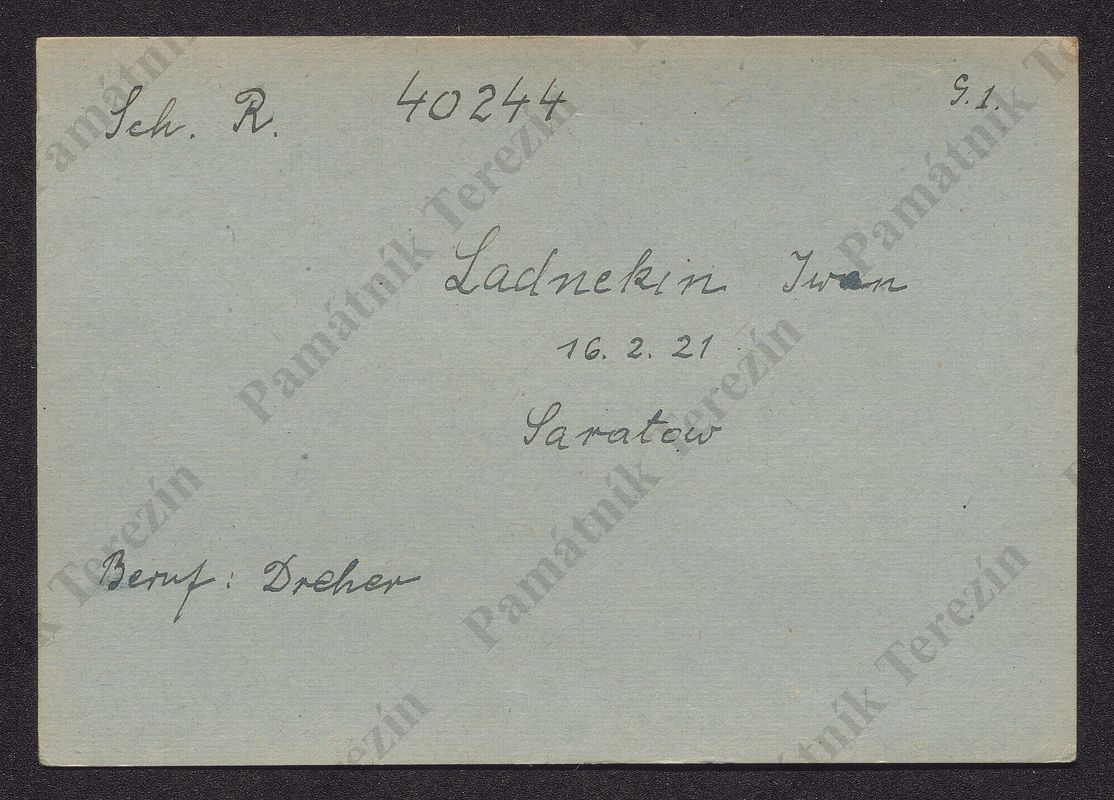 Sch. R. 40244 G.1.
Ladnekin Iwan
16. 2. 21
Saratow
Beruf: Dreher
Památník Terezín